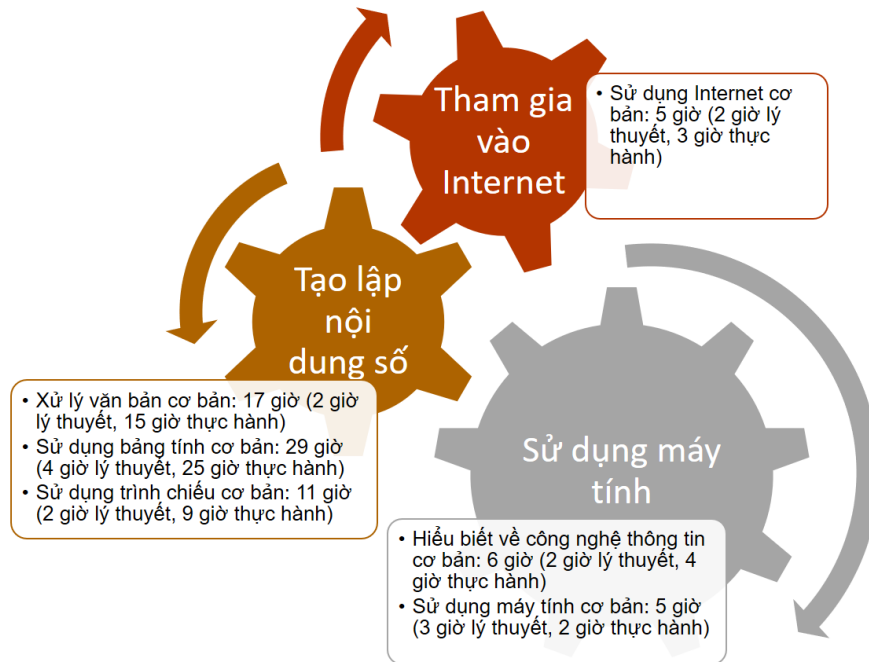 Tham gia
vào
Internet
• Sử dụng Internet cơ
bản: 5 giờ (2 giờ lý
thuyết, 3 giờ thực
hành)
Tạo lập
nội
dung số
• Xử lý văn bản cơ bản: 17 giờ (2 giờ
lý thuyết, 15 giờ thực hành)
• Sử dụng bảng tính cơ bản: 29 giờ
(4 giờ lý thuyết, 25 giờ thực hành)
• Sử dụng trình chiếu cơ bản: 11 giờ
(2 giờ lý thuyết, 9 giờ thực hành)
Sử dụng máy
tính
• Hiểu biết về công nghệ thông tin
cơ bản: 6 giờ (2 giờ lý thuyết, 4
giờ thực hành)
• Sử dụng máy tính cơ bản: 5 giờ
(3 giờ lý thuyết, 2 giờ thực hành)